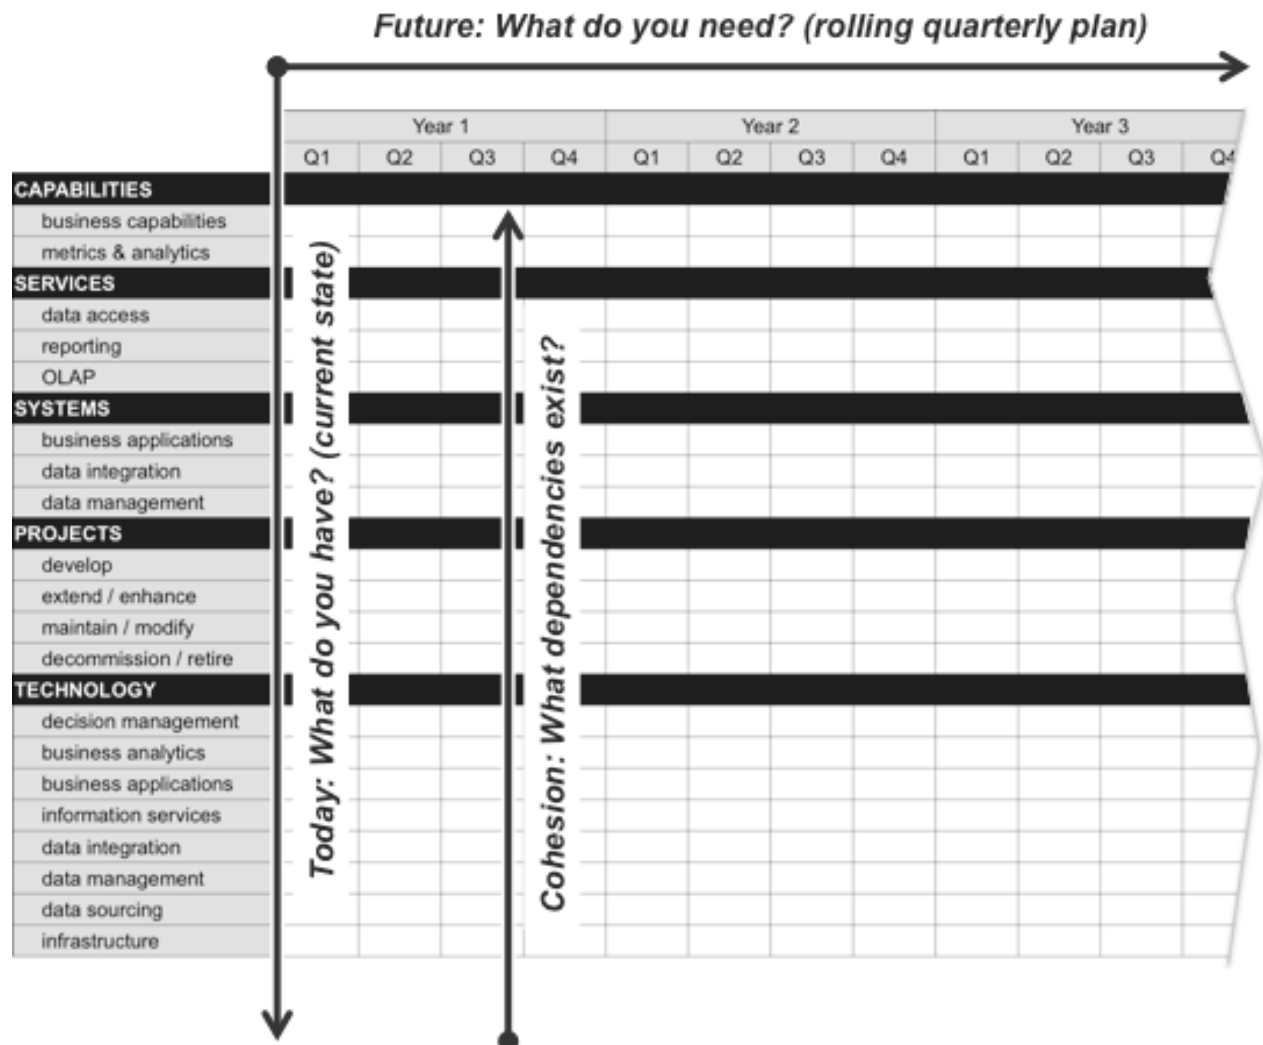 Future: What do you need? (rolling quarterly plan)
Year 1 Year 2 Year 3
Q1 Q2 Q3 Q4 Q1 Q2 Q3 Q4 Q1 Q2 Q3 Q4
CAPABILITIES
business capabilities
metrics & analytics
SERVICES
data access
reporting
OLAP
SYSTEMS
business applications
data integration
data management
PROJECTS
develop
extend / enhance
maintain / modify
decommission / retire
TECHNOLOGY
decision management
business analytics
business applications
information services
data integration
data management
data sourcing
infrastructure
Today: What do you have? (current state)
Cohesion: What dependencies exist?